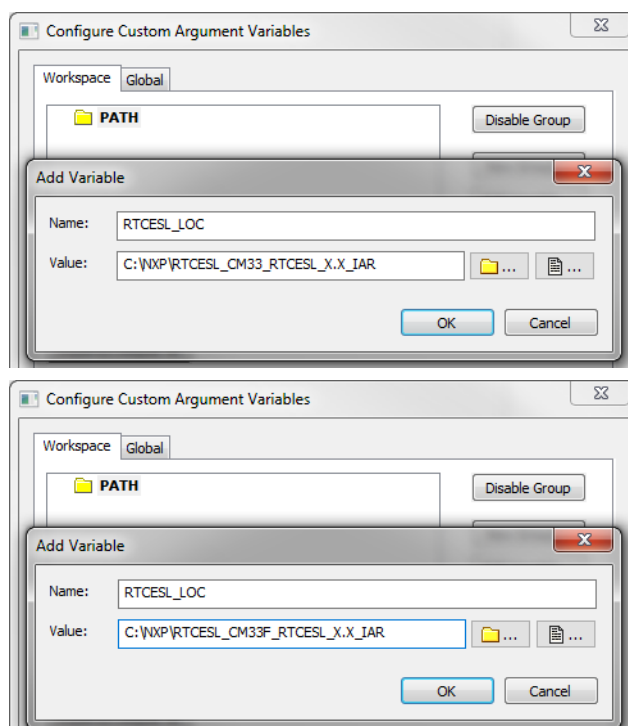 Configure Custom Argument Variables
Workspace Global
PATH
Disable Group
Add Variable
Name: RTCESL_LOC
Value: C:\NXP\RTCESL_CM33_RTCESL_X.X_IAR ... ...
OK Cancel
Configure Custom Argument Variables
Workspace Global
PATH
Disable Group
Add Variable
Name: RTCESL_LOC
Value: C:\NXP\RTCESL_CM33F_RTCESL_X.X_IAR ... ...
OK Cancel